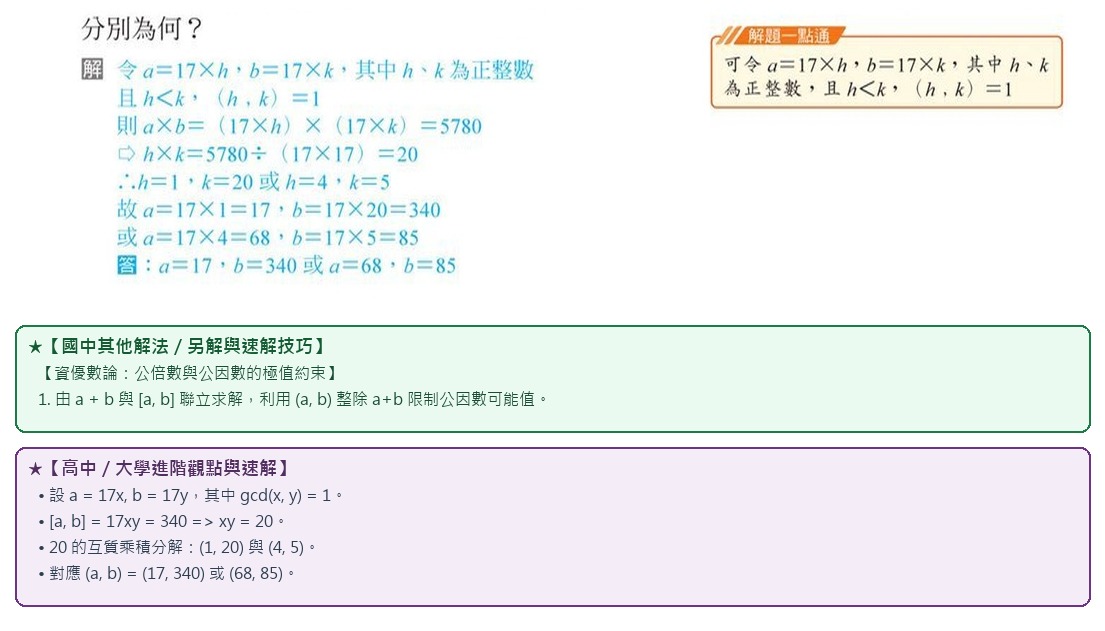 分別為何？
解 令 a＝17×h，b＝17×k，其中 h、k 為正整數
且 h＜k，（h , k）＝1
則 a×b＝（17×h）×（17×k）＝5780
⇨ h×k＝5780÷（17×17）＝20
∴h＝1，k＝20 或 h＝4，k＝5
故 a＝17×1＝17，b＝17×20＝340
或 a＝17×4＝68，b＝17×5＝85
答：a＝17，b＝340 或 a＝68，b＝85
解題一點通
可令 a＝17×h，b＝17×k，其中 h、k
為正整數，且 h＜k，（h , k）＝1
★【國中其他解法 / 另解與速解技巧】
【資優數論：公倍數與公因數的極值約束】
1. 由 a + b 與 [a, b] 聯立求解，利用 (a, b) 整除 a+b 限制公因數可能值。
★【高中 / 大學進階觀點與速解】
• 設 a = 17x, b = 17y，其中 gcd(x, y) = 1。
• [a, b] = 17xy = 340 => xy = 20。
• 20 的互質乘積分解：(1, 20) 與 (4, 5)。
• 對應 (a, b) = (17, 340) 或 (68, 85)。